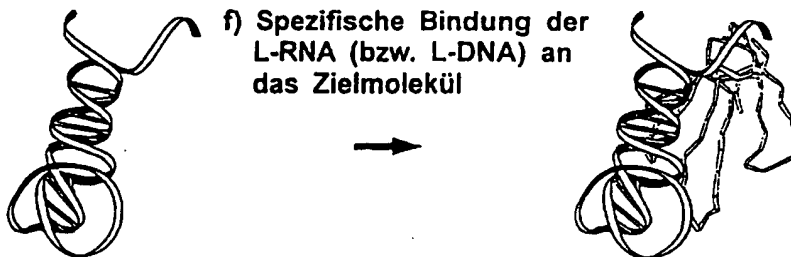 f) Spezifische Bindung der
L-RNA (bzw. L-DNA) an
das Zielmolekül